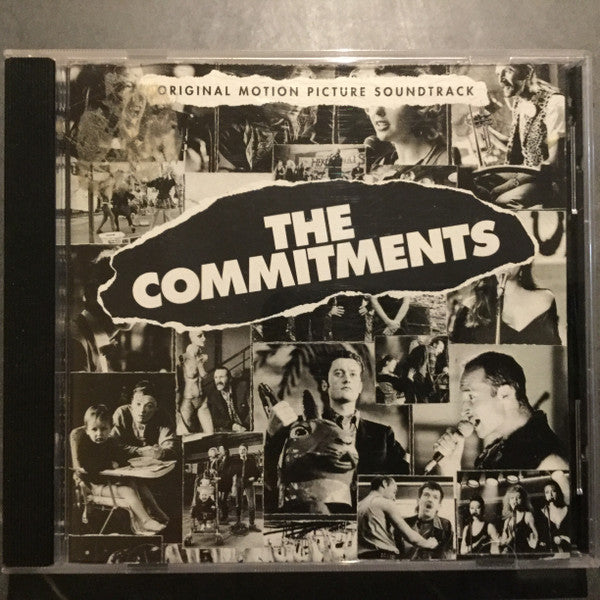 ORIGINAL MOTION PICTURE SOUNDTRACK
THE
COMMITMENTS